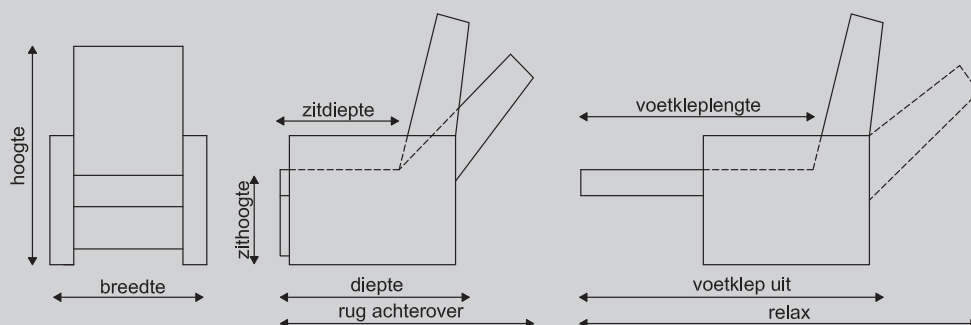 hoogte
breedte
zitdiepte
zithoogte
diepte
rug achterover
voetkleplengte
voetklep uit
relax